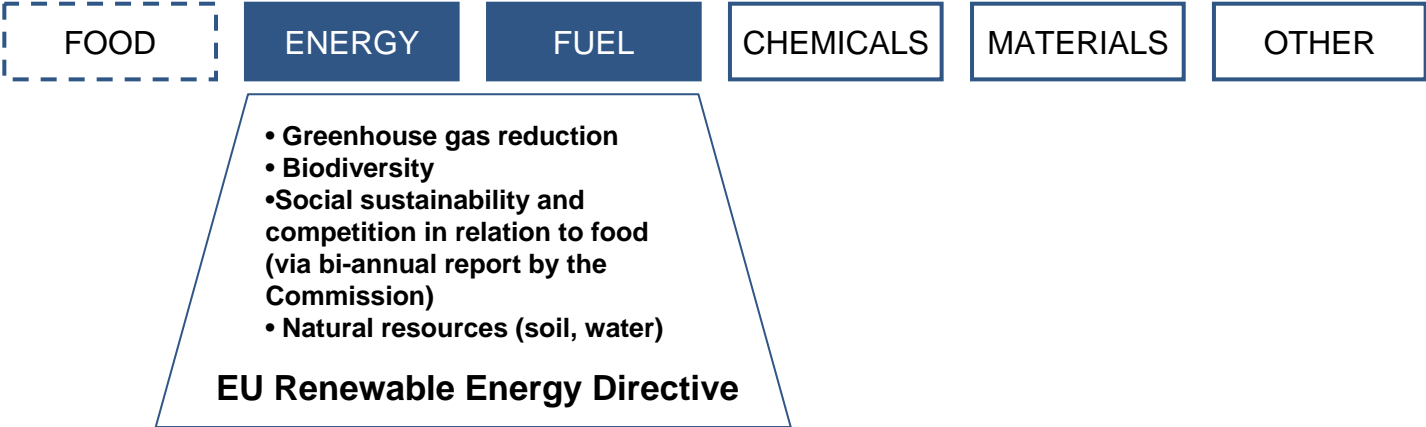 FOOD ENERGY FUEL CHEMICALS MATERIALS OTHER
• Greenhouse gas reduction
• Biodiversity
•Social sustainability and
competition in relation to food
(via bi-annual report by the
Commission)
• Natural resources (soil, water)
EU Renewable Energy Directive